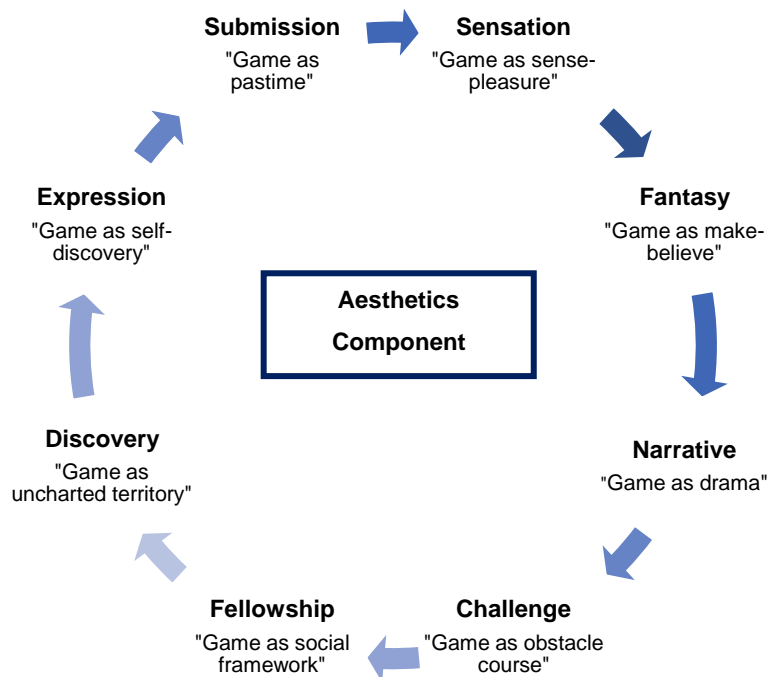 Submission
"Game as
pastime"
Sensation
"Game as sense-
pleasure"
Fantasy
"Game as make-
believe"
Narrative
"Game as drama"
Challenge
"Game as obstacle
course"
Fellowship
"Game as social
framework"
Discovery
"Game as
uncharted territory"
Expression
"Game as self-
discovery"
Aesthetics
Component